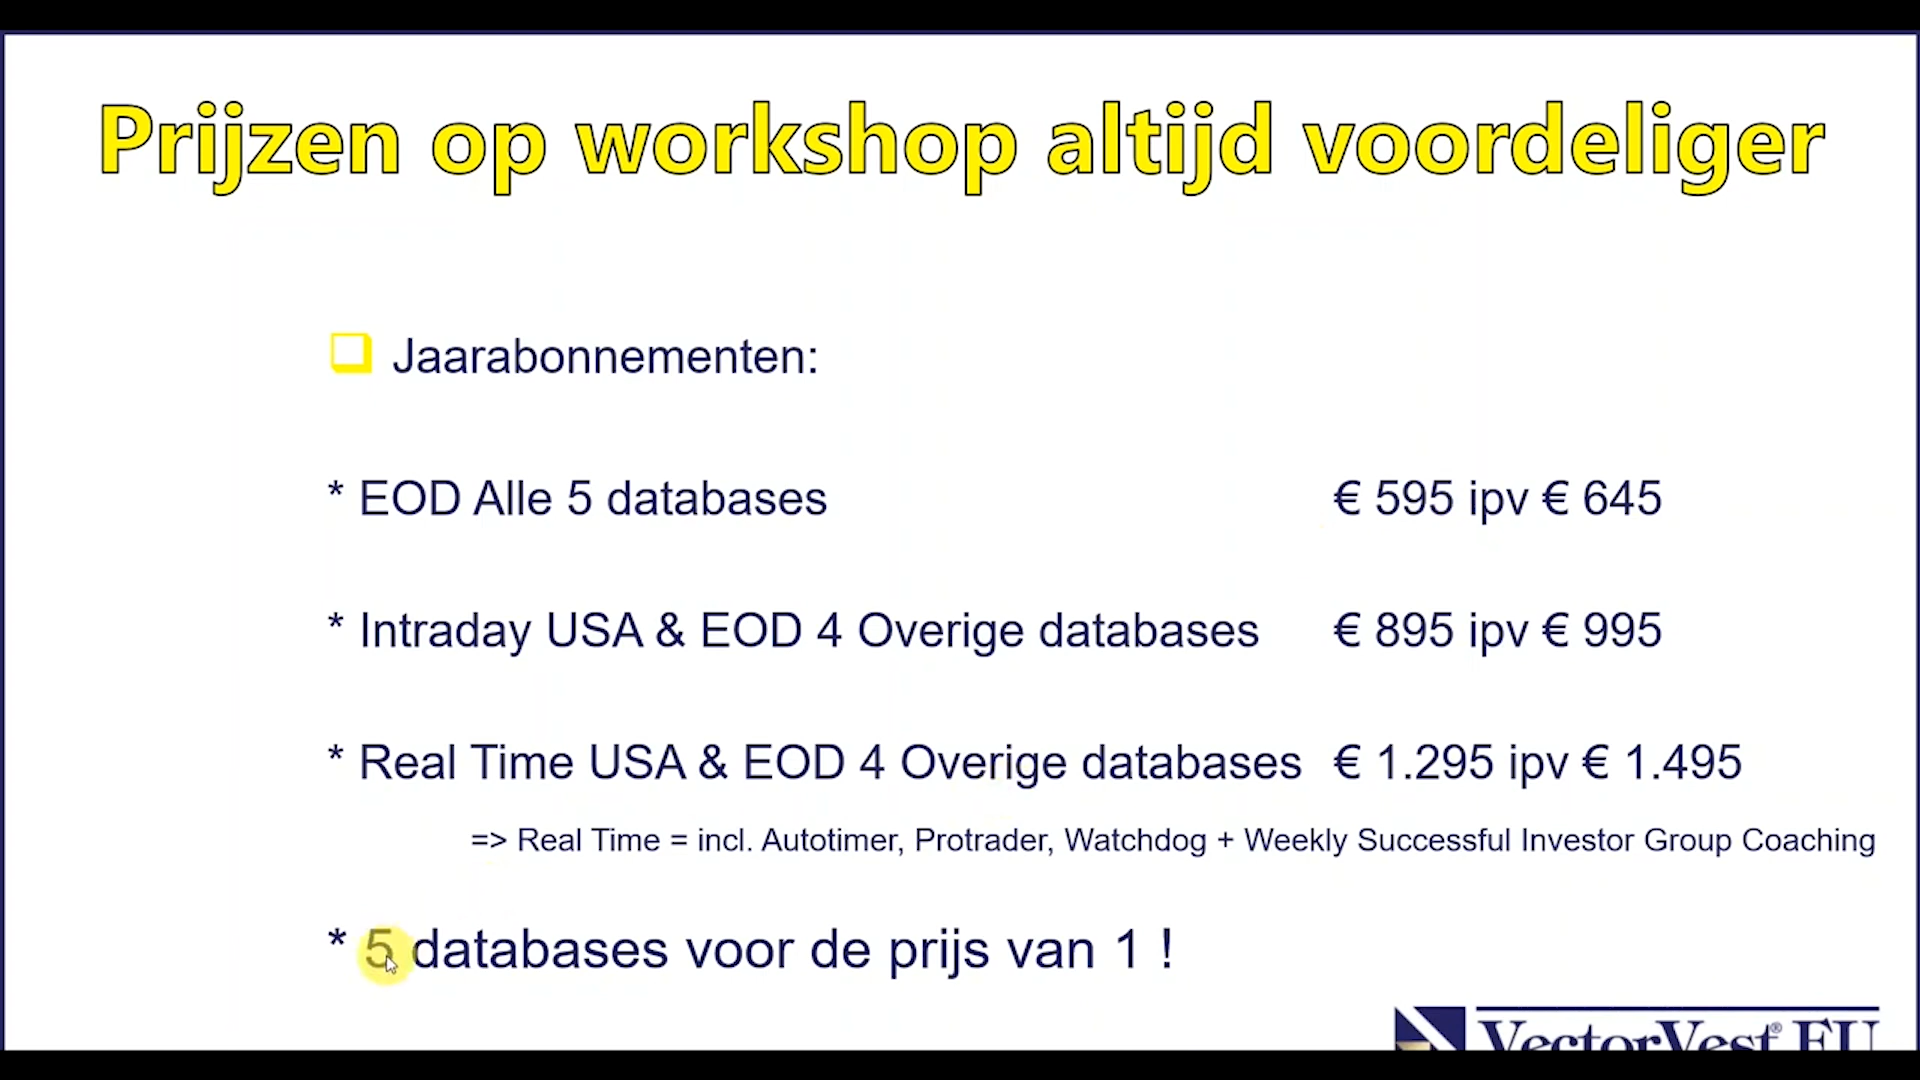 Prijzen op workshop altijd voordeliger
Jaarabonnementen:
* EOD Alle 5 databases € 595 ipv € 645
* Intraday USA & EOD 4 Overige databases € 895 ipv € 995
* Real Time USA & EOD 4 Overige databases € 1.295 ipv € 1.495
=> Real Time = incl. Autotimer, Protrader, Watchdog + Weekly Successful Investor Group Coaching
* 5 databases voor de prijs van 1 !
VectorVest® EU